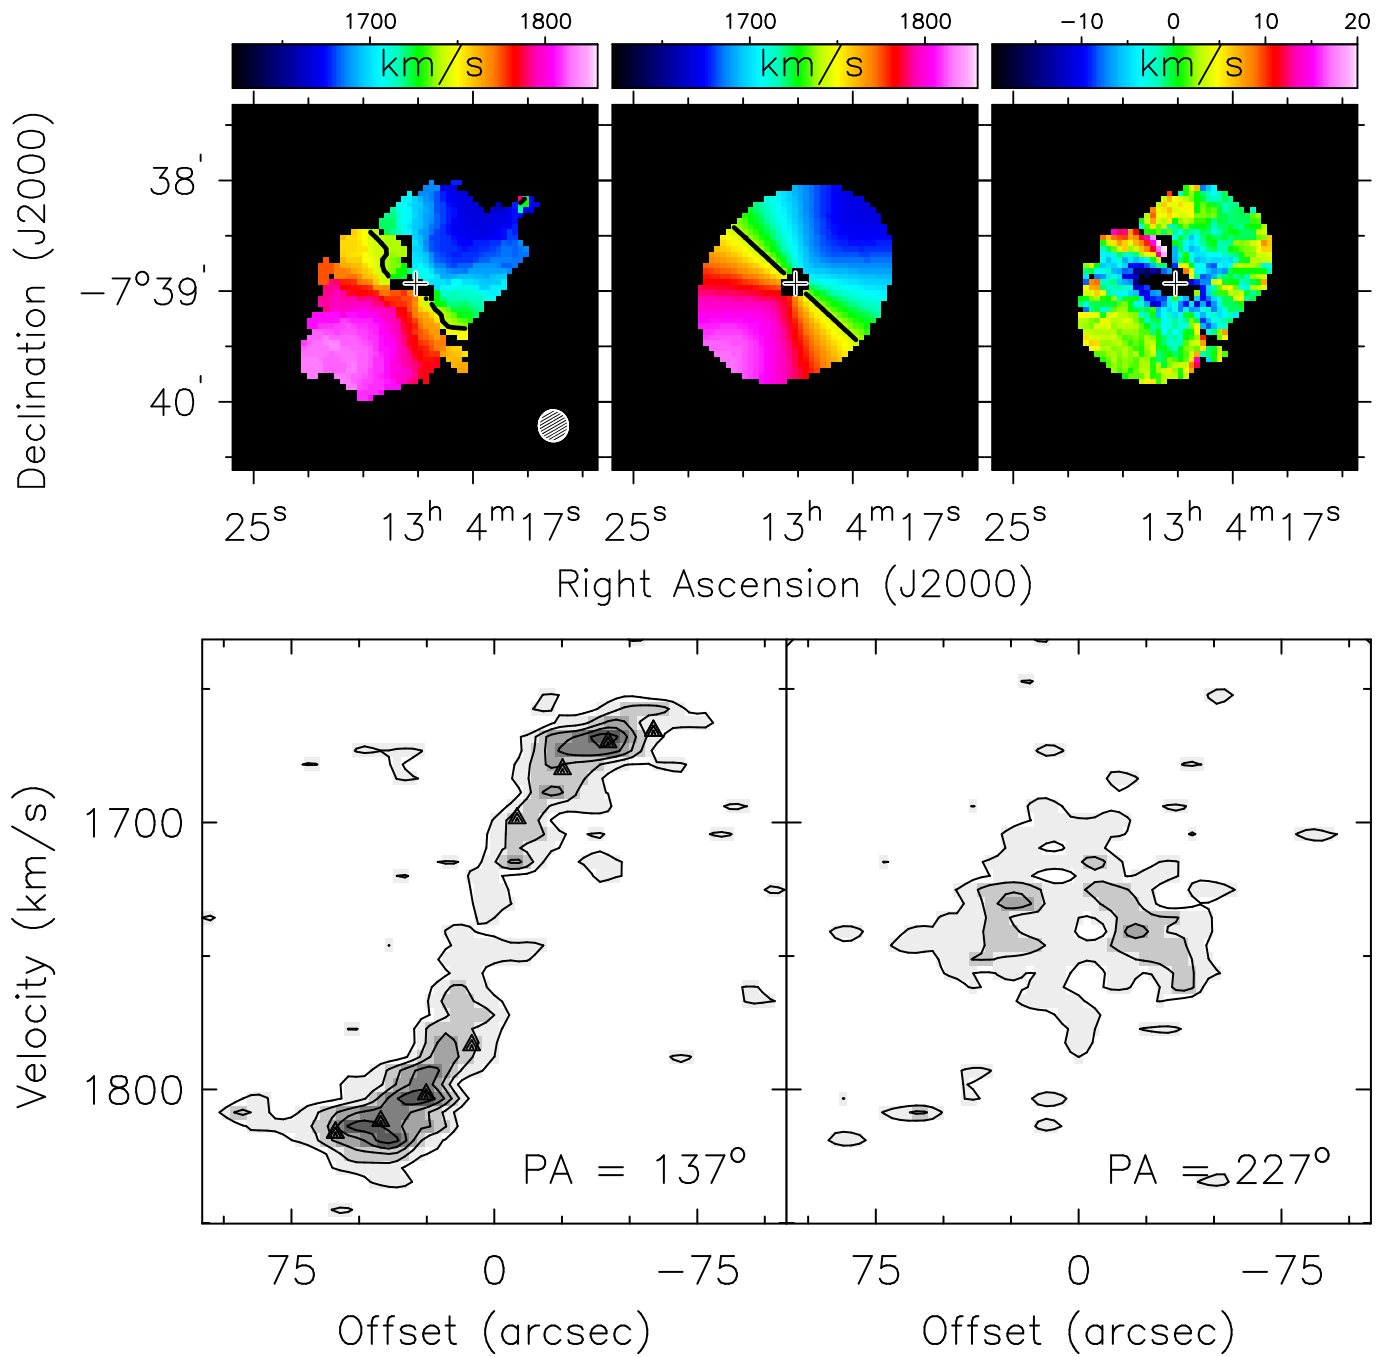 1700 1800 1700 1800 −10 0 10 20
km/s km/s km/s
Declination (J2000)
38'
−7°39'
40'
25s 13h 4m17s 25s 13h 4m17s 25s 13h 4m17s
Right Ascension (J2000)
Velocity (km/s)
1700
1800
PA = 137° PA = 227°
75 0 −75 75 0 −75
Offset (arcsec) Offset (arcsec)